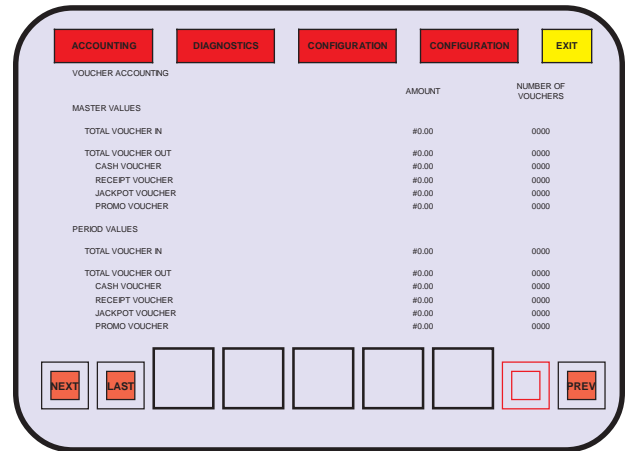 ACCOUNTING DIAGNOSTICS CONFIGURATION CONFIGURATION EXIT
VOUCHER ACCOUNTING
AMOUNT NUMBER OF
VOUCHERS
MASTER VALUES
TOTAL VOUCHER IN #0.00 0000
TOTAL VOUCHER OUT #0.00 0000
CASH VOUCHER #0.00 0000
RECEIPT VOUCHER #0.00 0000
JACKPOT VOUCHER #0.00 0000
PROMO VOUCHER #0.00 0000
PERIOD VALUES
TOTAL VOUCHER IN #0.00 0000
TOTAL VOUCHER OUT #0.00 0000
CASH VOUCHER #0.00 0000
RECEIPT VOUCHER #0.00 0000
JACKPOT VOUCHER #0.00 0000
PROMO VOUCHER #0.00 0000
NEXT LAST PREV